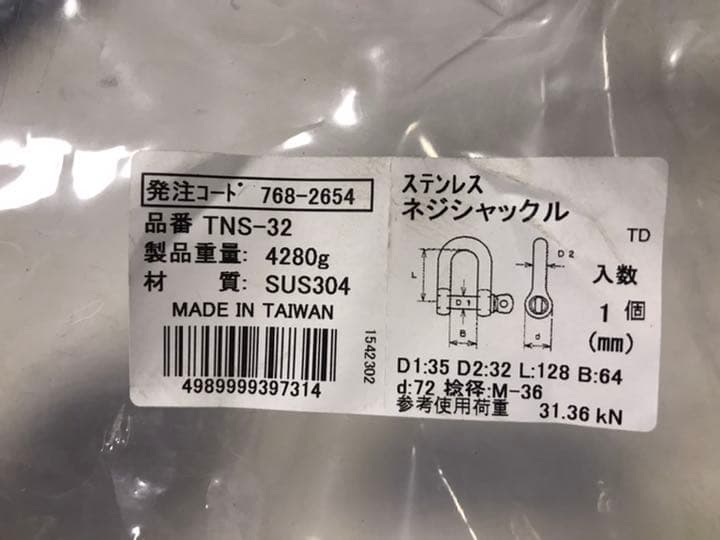 発注コード 768-2654
品番 TNS-32
製品重量: 4280g
材 質: SUS304
MADE IN TAIWAN
4989999397314
1542302
ステンレス
ネジシャックル
TD
D2
L
D1
B
d
入数
1 個
(mm)
D1:35 D2:32 L:128 B:64
d:72 捻径:M-36
参考使用荷重 31.36 kN